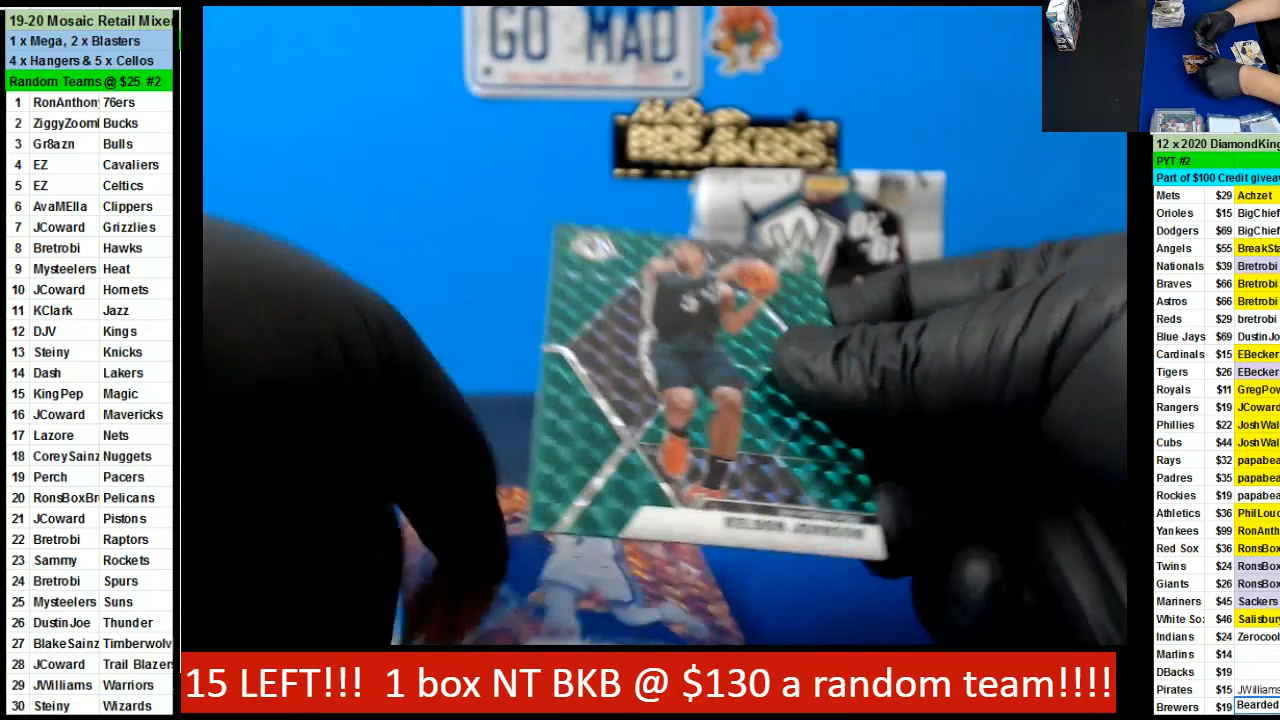 19-20 Mosaic Retail Mixer
1 x Mega, 2 x Blasters
4 x Hangers & 5 x Cellos
Random Teams @ $25 #2
1 RonAnthony 76ers
2 ZiggyZoomI Bucks
3 Gr8azn Bulls
4 EZ Cavaliers
5 EZ Celtics
6 AvaMElla Clippers
7 JCoward Grizzlies
8 Bretrobi Hawks
9 Mysteelers Heat
10 JCoward Hornets
11 KClark Jazz
12 DJV Kings
13 Steiny Knicks
14 Dash Lakers
15 KingPep Magic
16 JCoward Mavericks
17 Lazore Nets
18 CoreySainz Nuggets
19 Perch Pacers
20 RonsBoxBr Pelicans
21 JCoward Pistons
22 Bretrobi Raptors
23 Sammy Rockets
24 Bretrobi Spurs
25 Mysteelers Suns
26 DustinJoe Thunder
27 BlakeSainz Timberwolv
28 JCoward Trail Blazers
29 JWilliams Warriors
30 Steiny Wizards
GO MAD
BREAKERS
19-20
KELDON JOHNSON
15 LEFT!!! 1 box NT BKB @ $130 a random team!!!!
12 x 2020 DiamondKing
PYT #2
Part of $100 Credit giveaw
Mets $29 Achzet
Orioles $15 BigChief
Dodgers $69 BigChief
Angels $55 BreakSta
Nationals $39 Bretrobi
Braves $66 Bretrobi
Astros $66 Bretrobi
Reds $29 bretrobi
Blue Jays $69 DustinJo
Cardinals $15 EBecker
Tigers $26 EBecker
Royals $11 GregPow
Rangers $19 JCoward
Phillies $22 JoshWal
Cubs $44 JoshWal
Rays $32 papabea
Padres $35 papabea
Rockies $19 papabea
Athletics $36 PhilLouc
Yankees $99 RonAnth
Red Sox $36 RonsBox
Twins $24 RonsBox
Giants $26 RonsBox
Mariners $45 Sackers
White Sox $46 Salisbury
Indians $24 Zerocool
Marlins $14
DBacks $19
Pirates $15 JWilliams
Brewers $19 Bearded